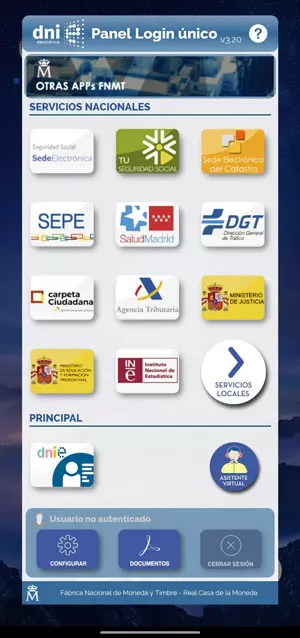 dni e
electrónico
Panel Login único v3.20
?
M
OTRAS APPs FNMT
SERVICIOS NACIONALES
Seguridad Social
SedeElectrónica
TU
SEGURIDAD SOCIAL
Sede Electrónica
del Catastro
SEPE
SaludMadrid
DGT
Dirección General
de Tráfico
carpeta
Ciudadana
Agencia Tributaria
MINISTERIO
DE JUSTICIA
MINISTERIO
DE EDUCACIÓN
Y FORMACIÓN
PROFESIONAL
INE
Instituto
Nacional de
Estadística
SERVICIOS
LOCALES
PRINCIPAL
dnie
ASISTENTE
VIRTUAL
Usuario no autenticado
CONFIGURAR
DOCUMENTOS
CERRAR SESIÓN
M
Fábrica Nacional de Moneda y Timbre - Real Casa de la Moneda